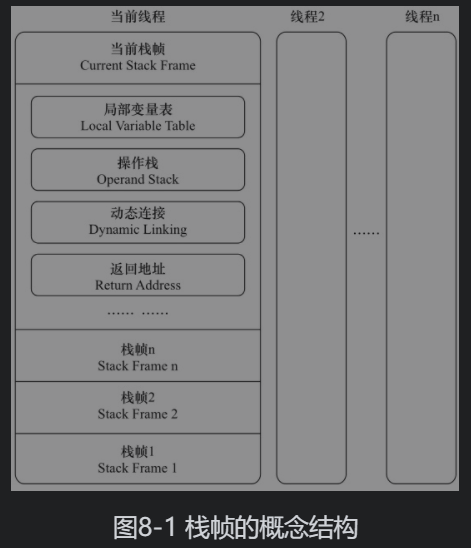 当前线程
线程2
线程n
当前栈帧
Current Stack Frame
局部变量表
Local Variable Table
操作栈
Operand Stack
动态连接
Dynamic Linking
返回地址
Return Address
…… ……
……
栈帧n
Stack Frame n
栈帧2
Stack Frame 2
栈帧1
Stack Frame 1
图8-1 栈帧的概念结构